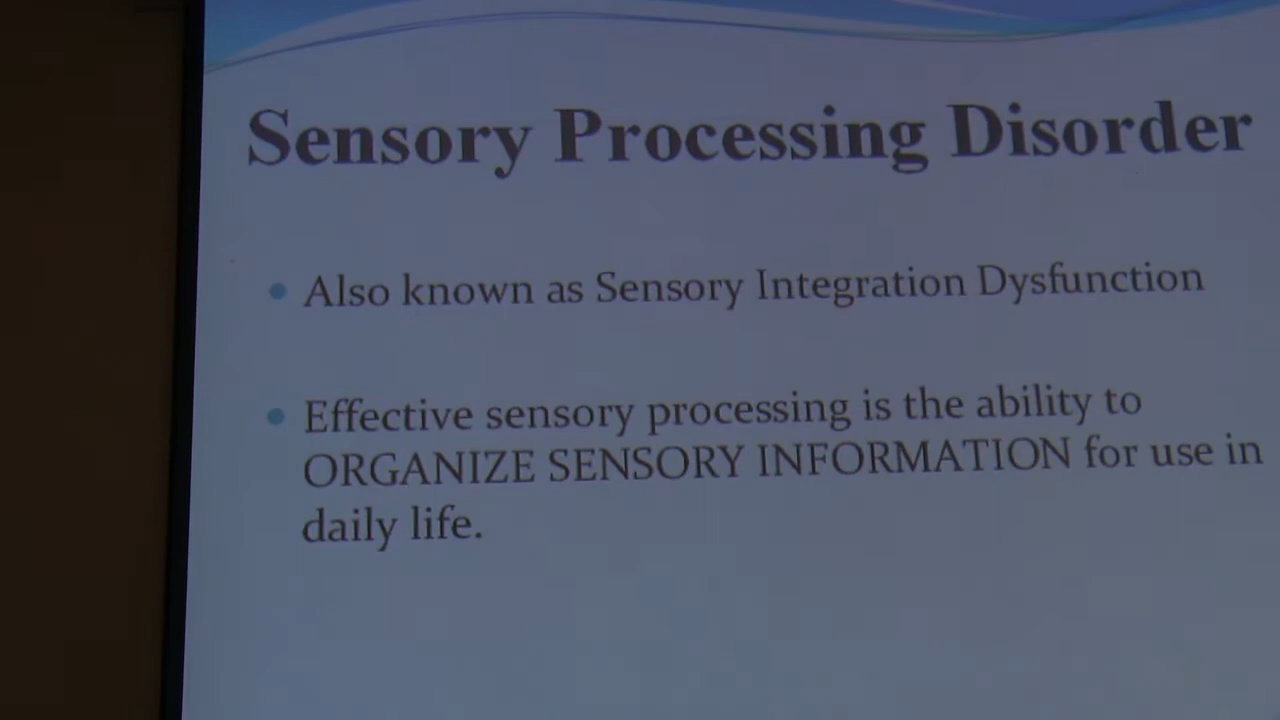 Sensory Processing Disorder
• Also known as Sensory Integration Dysfunction
• Effective sensory processing is the ability to
ORGANIZE SENSORY INFORMATION for use in
daily life.